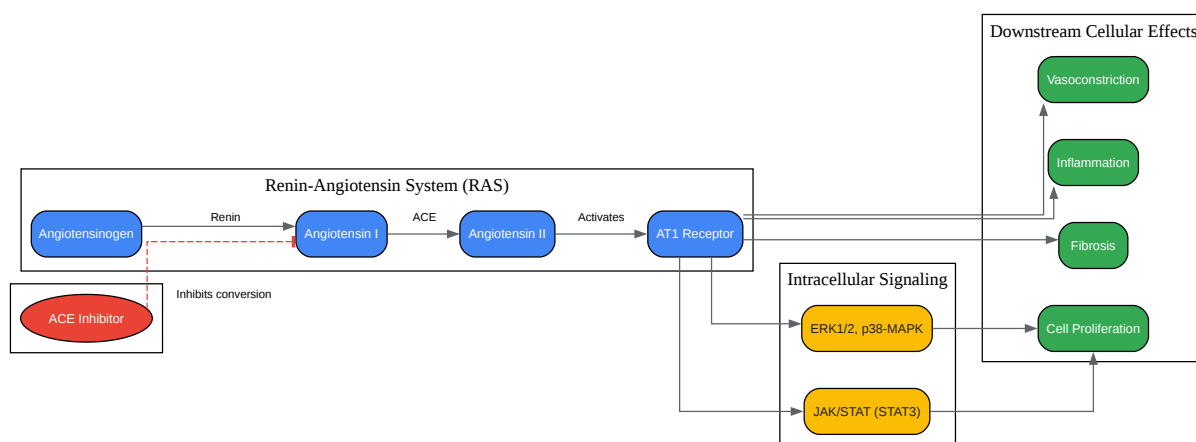 Downstream Cellular Effects
Vasoconstriction
Inflammation
Fibrosis
Cell Proliferation
Renin-Angiotensin System (RAS)
Angiotensinogen
Renin
Angiotensin I
ACE
Angiotensin II
Activates
AT1 Receptor
ACE Inhibitor
Inhibits conversion
Intracellular Signaling
ERK1/2, p38-MAPK
JAK/STAT (STAT3)